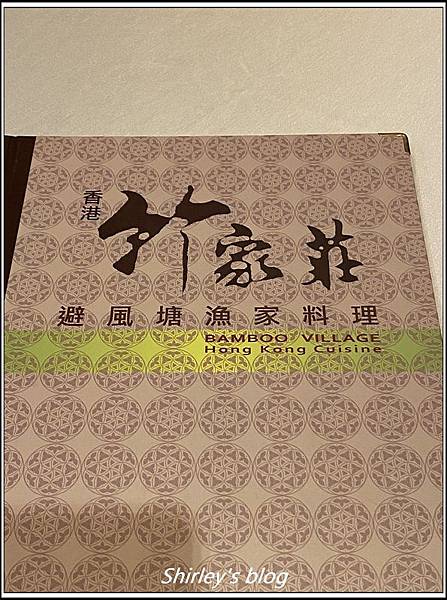 香港
竹家莊
避風塘漁家料理
BAMBOO VILLAGE
Hong Kong Cuisine
Shirley's blog